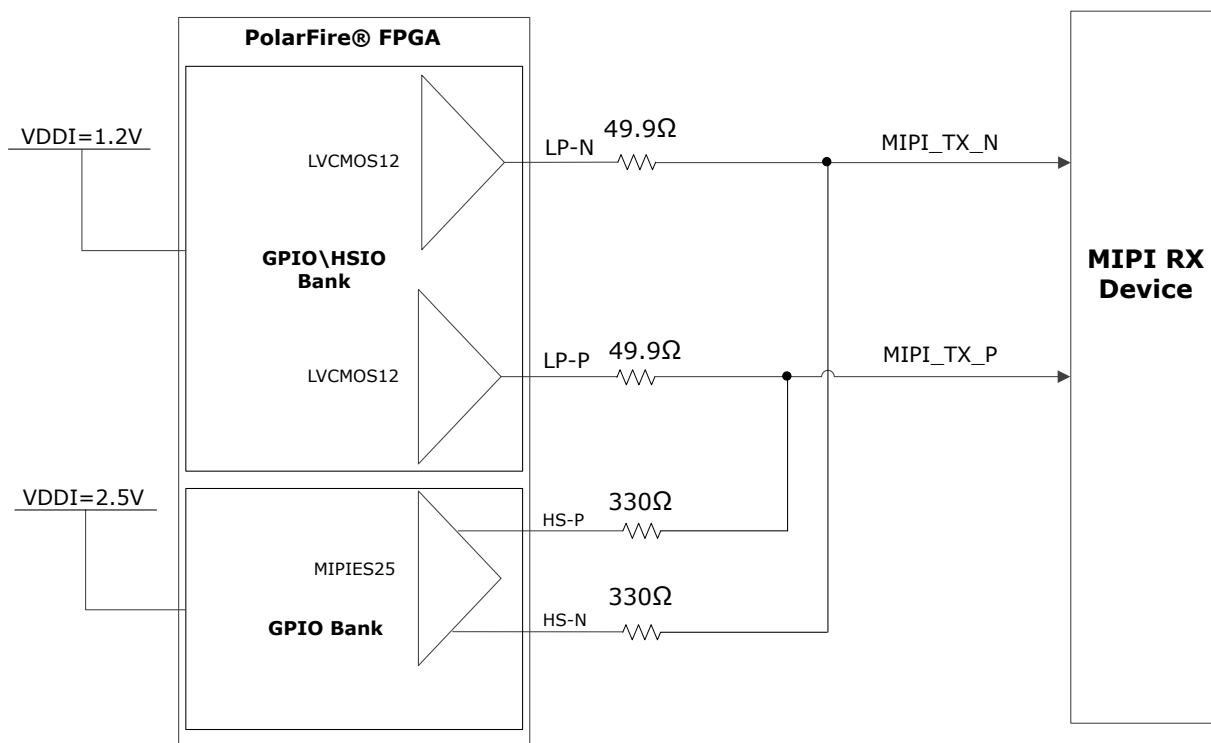 PolarFire® FPGA
VDDI=1.2V
LVCMOS12
LP-N
49.9Ω
MIPI_TX_N
GPIO\HSIO
Bank
MIPI RX
Device
LVCMOS12
LP-P
49.9Ω
MIPI_TX_P
VDDI=2.5V
HS-P
330Ω
MIPIES25
GPIO Bank
HS-N
330Ω